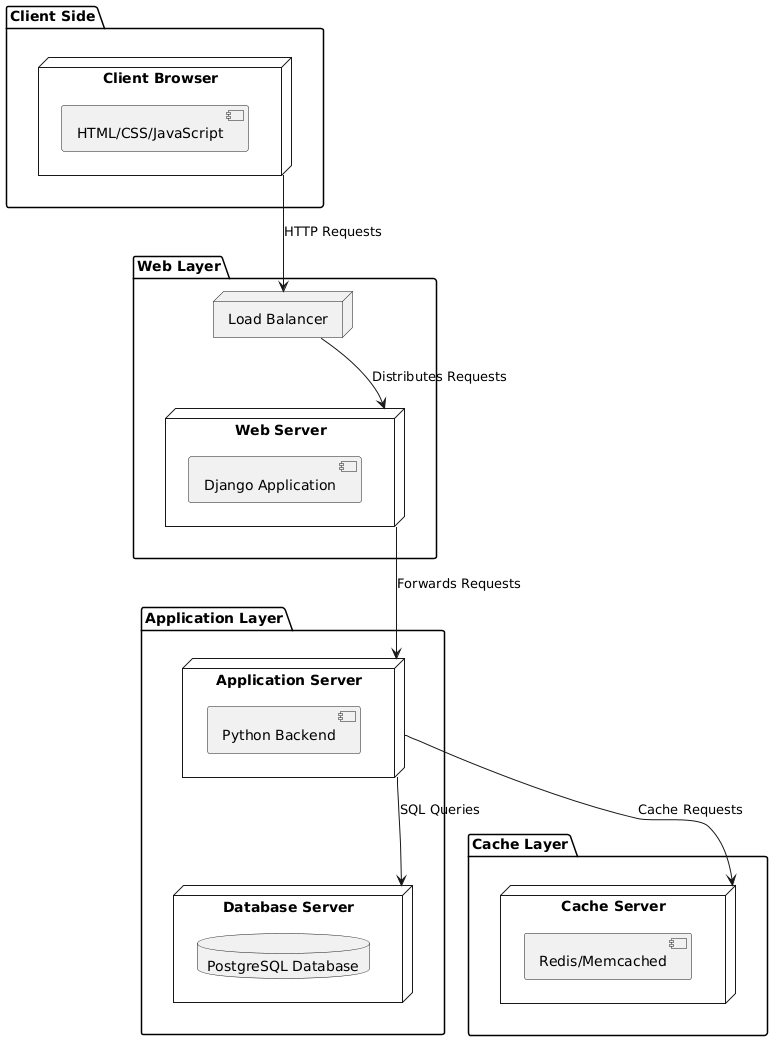 Client Side
Client Browser
HTML/CSS/JavaScript
HTTP Requests
Web Layer
Load Balancer
Distributes Requests
Web Server
Django Application
Forwards Requests
Application Layer
Application Server
Python Backend
SQL Queries
Cache Requests
Cache Layer
Database Server
PostgreSQL Database
Cache Server
Redis/Memcached